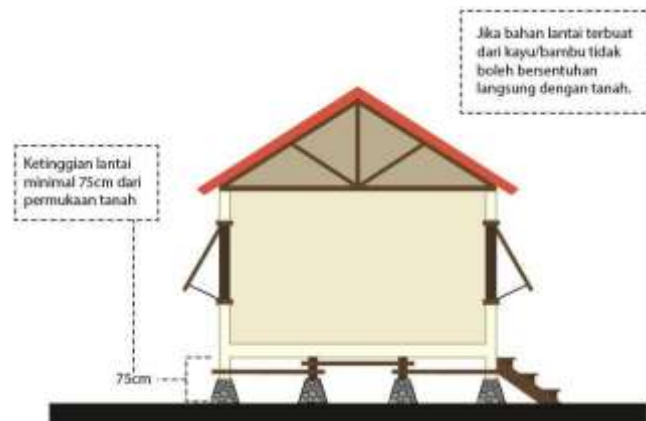 Jika bahan lantai terbuat
dari kayu/bambu tidak
boleh bersentuhan
langsung dengan tanah.
Ketinggian lantai
minimal 75cm dari
permukaan tanah
75cm